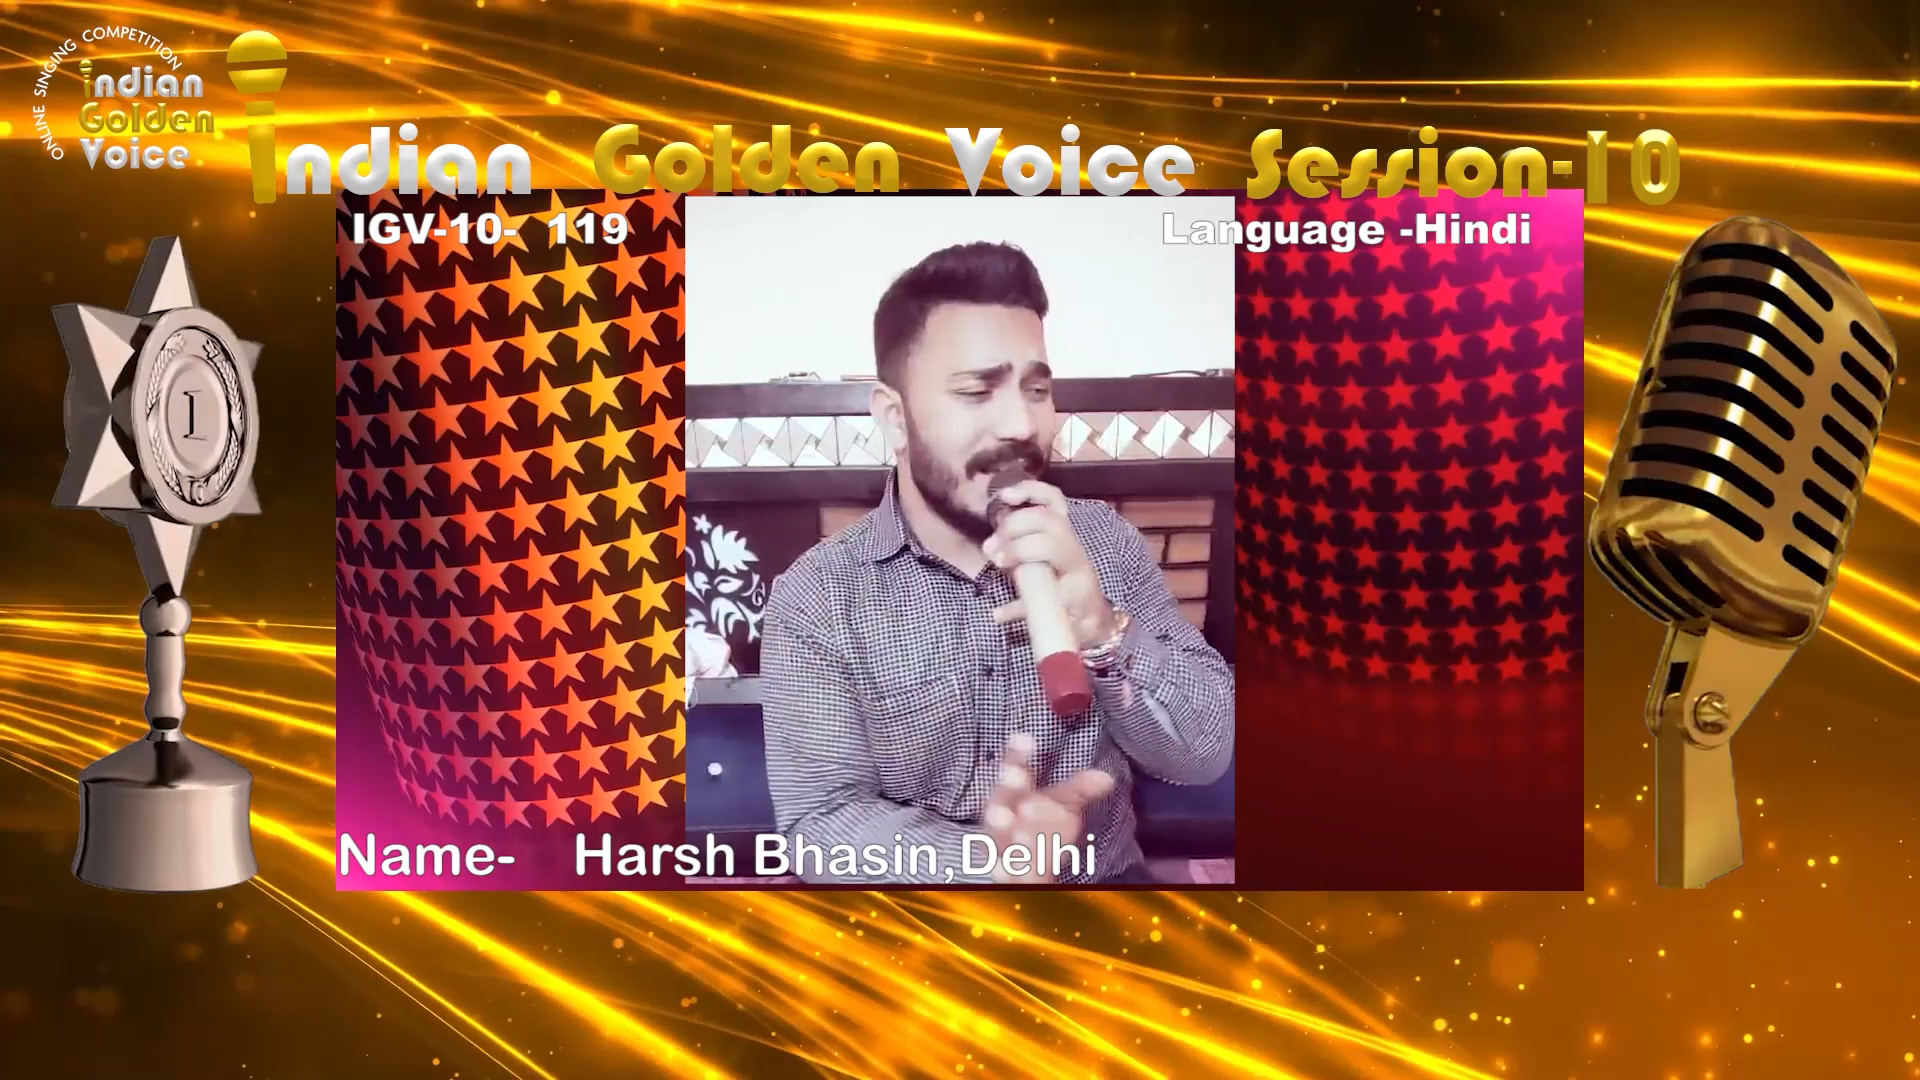 ONLINE SINGING COMPETITION
indian
Golden
Voice
indian Golden Voice Session-10
IGV-10- 119
Language -Hindi
1
Name- Harsh Bhasin,Delhi